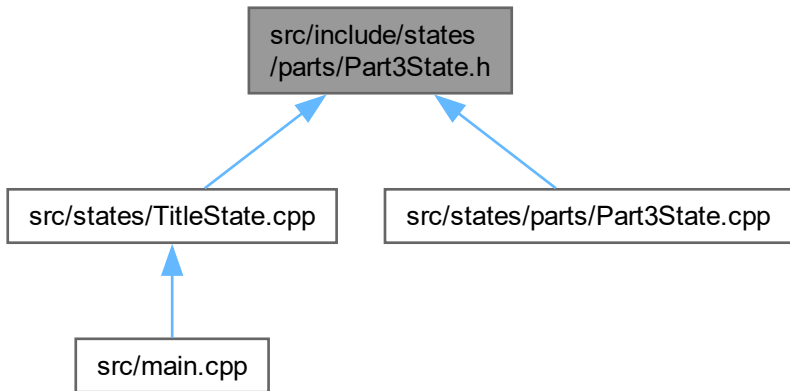 src/include/states
/parts/Part3State.h
src/states/TitleState.cpp
src/states/parts/Part3State.cpp
src/main.cpp